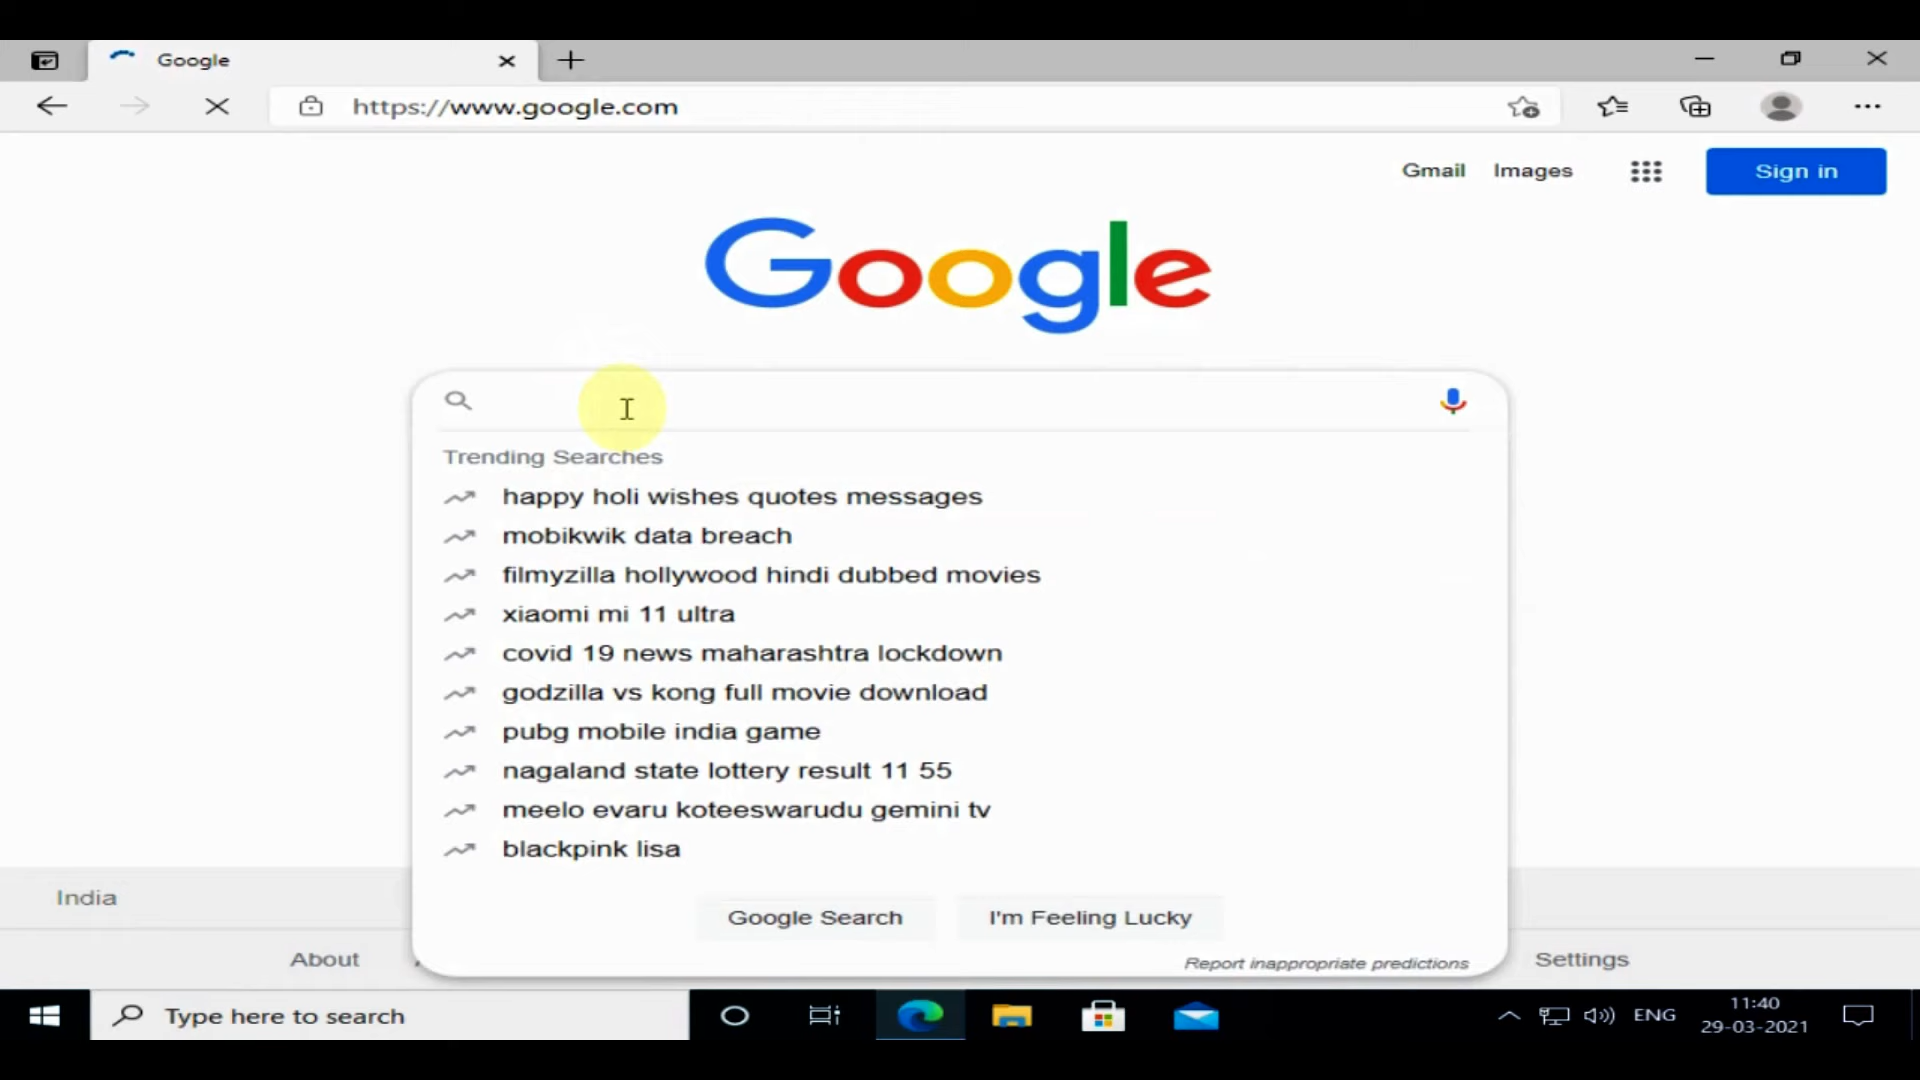 Google
https://www.google.com
Gmail Images Sign in
Google
Trending Searches
happy holi wishes quotes messages
mobikwik data breach
filmyzilla hollywood hindi dubbed movies
xiaomi mi 11 ultra
covid 19 news maharashtra lockdown
godzilla vs kong full movie download
pubg mobile india game
nagaland state lottery result 11 55
meelo evaru koteeswarudu gemini tv
blackpink lisa
India
Google Search I'm Feeling Lucky
About Settings
Report inappropriate predictions
Type here to search ENG 11:40
29-03-2021